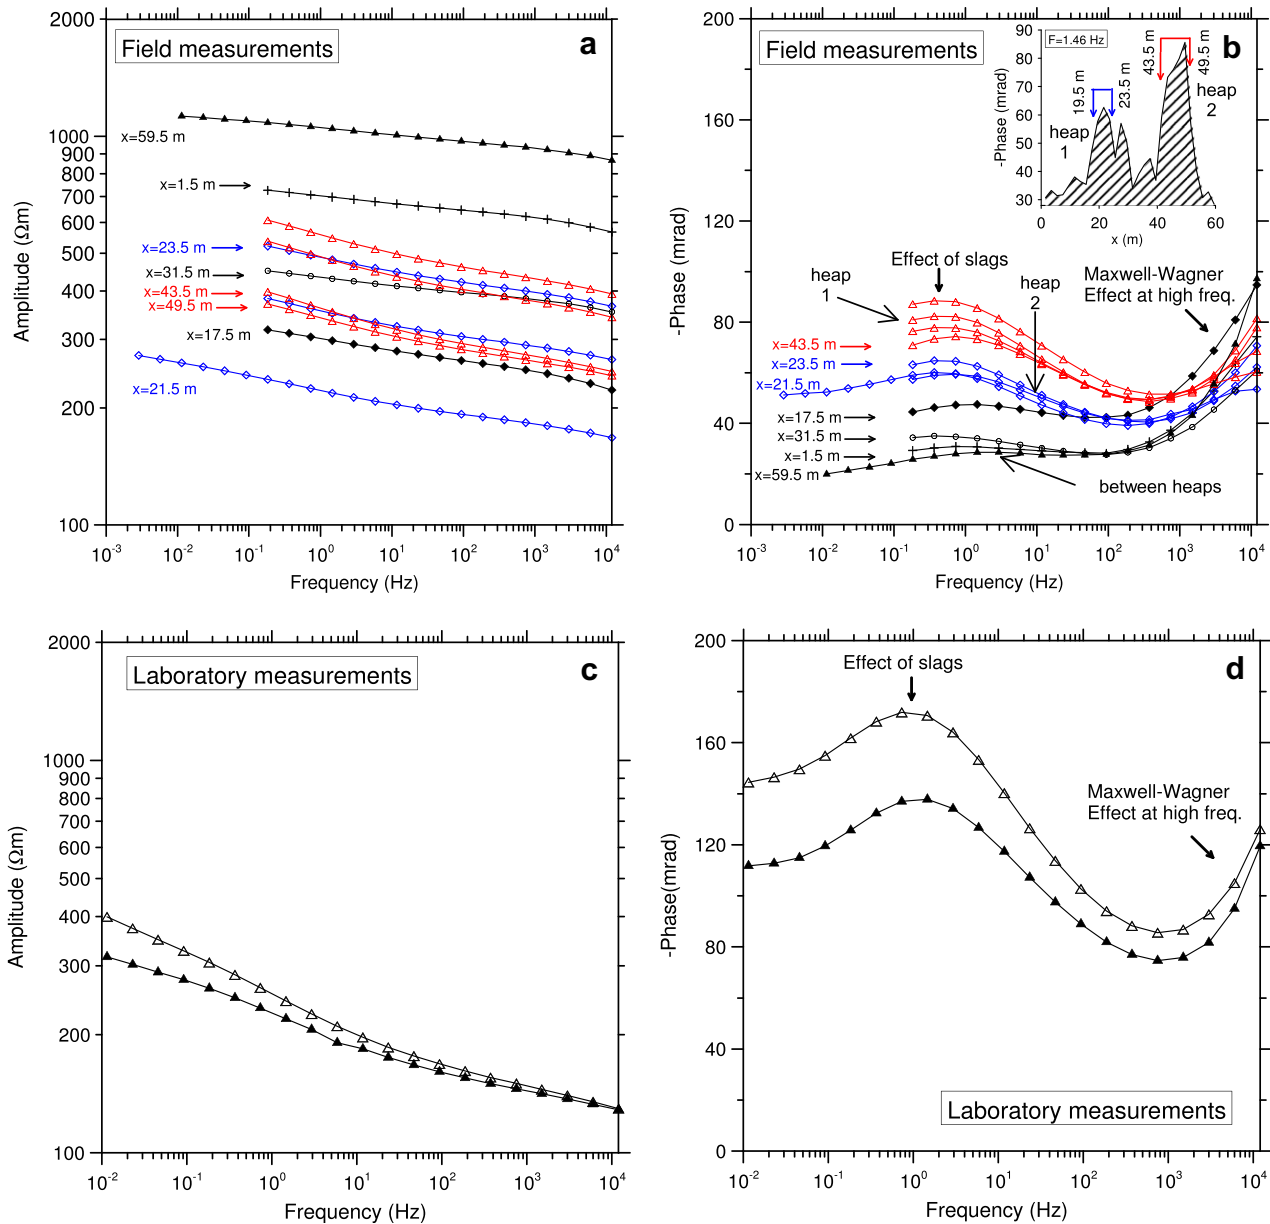 Field measurements
a
2000
1000
900
800
700
600
500
400
300
200
100
Amplitude (Ωm)
x=59.5 m
x=1.5 m
x=23.5 m
x=31.5 m
x=43.5 m
x=49.5 m
x=17.5 m
x=21.5 m
10⁻³ 10⁻² 10⁻¹ 10⁰ 10¹ 10² 10³ 10⁴
Frequency (Hz)
Field measurements
b
200
160
120
80
40
0
-Phase (mrad)
F=1.46 Hz
90
80
70
60
50
40
30
-Phase (mrad)
19.5 m
23.5 m
43.5 m
49.5 m
heap
1
heap
2
0 20 40 60
x (m)
Effect of slags
heap
1
heap
2
Maxwell-Wagner
Effect at high freq.
x=43.5 m
x=23.5 m
x=21.5 m
x=17.5 m
x=31.5 m
x=1.5 m
x=59.5 m
between heaps
10⁻³ 10⁻² 10⁻¹ 10⁰ 10¹ 10² 10³ 10⁴
Frequency (Hz)
Laboratory measurements
c
2000
1000
900
800
700
600
500
400
300
200
100
Amplitude (Ωm)
10⁻² 10⁻¹ 10⁰ 10¹ 10² 10³ 10⁴
Frequency (Hz)
d
200
160
120
80
40
0
-Phase(mrad)
Effect of slags
Maxwell-Wagner
Effect at high freq.
Laboratory measurements
10⁻² 10⁻¹ 10⁰ 10¹ 10² 10³ 10⁴
Frequency (Hz)